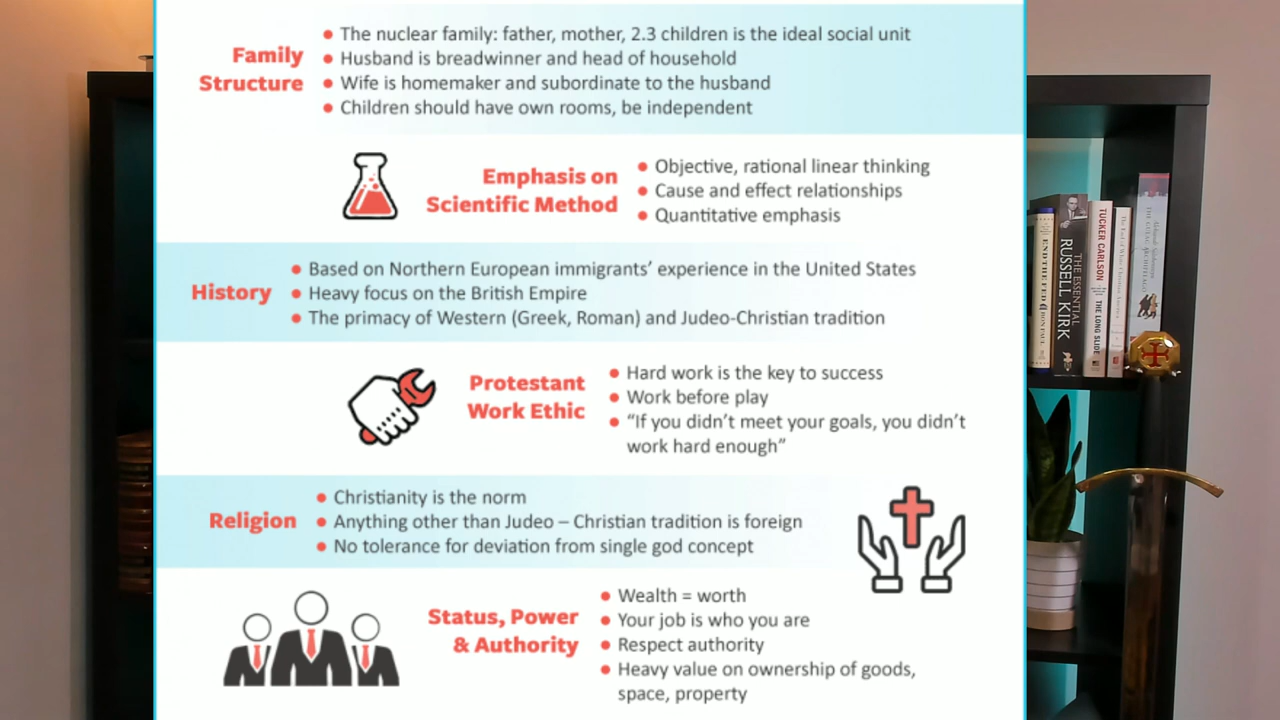 Family
Structure
• The nuclear family: father, mother, 2.3 children is the ideal social unit
• Husband is breadwinner and head of household
• Wife is homemaker and subordinate to the husband
• Children should have own rooms, be independent
Emphasis on
Scientific Method
• Objective, rational linear thinking
• Cause and effect relationships
• Quantitative emphasis
History
• Based on Northern European immigrants’ experience in the United States
• Heavy focus on the British Empire
• The primacy of Western (Greek, Roman) and Judeo-Christian tradition
Protestant
Work Ethic
• Hard work is the key to success
• Work before play
• “If you didn’t meet your goals, you didn’t
work hard enough”
Religion
• Christianity is the norm
• Anything other than Judeo – Christian tradition is foreign
• No tolerance for deviation from single god concept
Status, Power
& Authority
• Wealth = worth
• Your job is who you are
• Respect authority
• Heavy value on ownership of goods,
space, property
END THE FED RON PAUL
THE ESSENTIAL
RUSSELL KIRK
TUCKER CARLSON
THE LONG SLIDE
THE GULAG ARCHIPELAGO